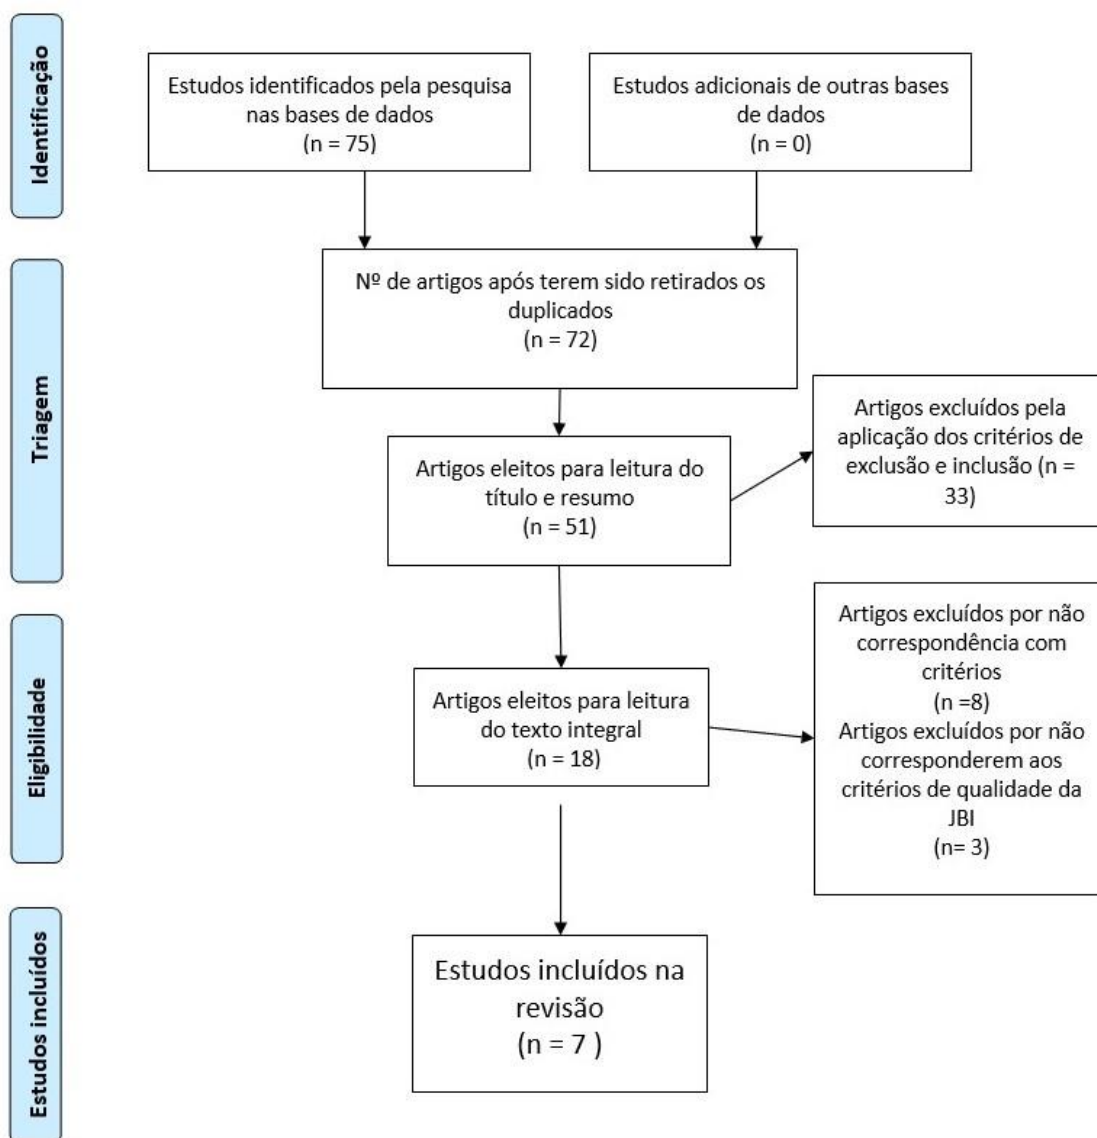 Identificação
Estudos identificados pela pesquisa
nas bases de dados
(n = 75)
Estudos adicionais de outras bases
de dados
(n = 0)
Triagem
Nº de artigos após terem sido retirados os
duplicados
(n = 72)
Artigos eleitos para leitura do
título e resumo
(n = 51)
Artigos excluídos pela
aplicação dos critérios de
exclusão e inclusão (n =
33)
Eligibilidade
Artigos eleitos para leitura
do texto integral
(n = 18)
Artigos excluídos por não
correspondência com
critérios
(n =8)
Artigos excluídos por não
corresponderem aos
critérios de qualidade da
JBI
(n= 3)
Estudos incluídos
Estudos incluídos na
revisão
(n = 7 )